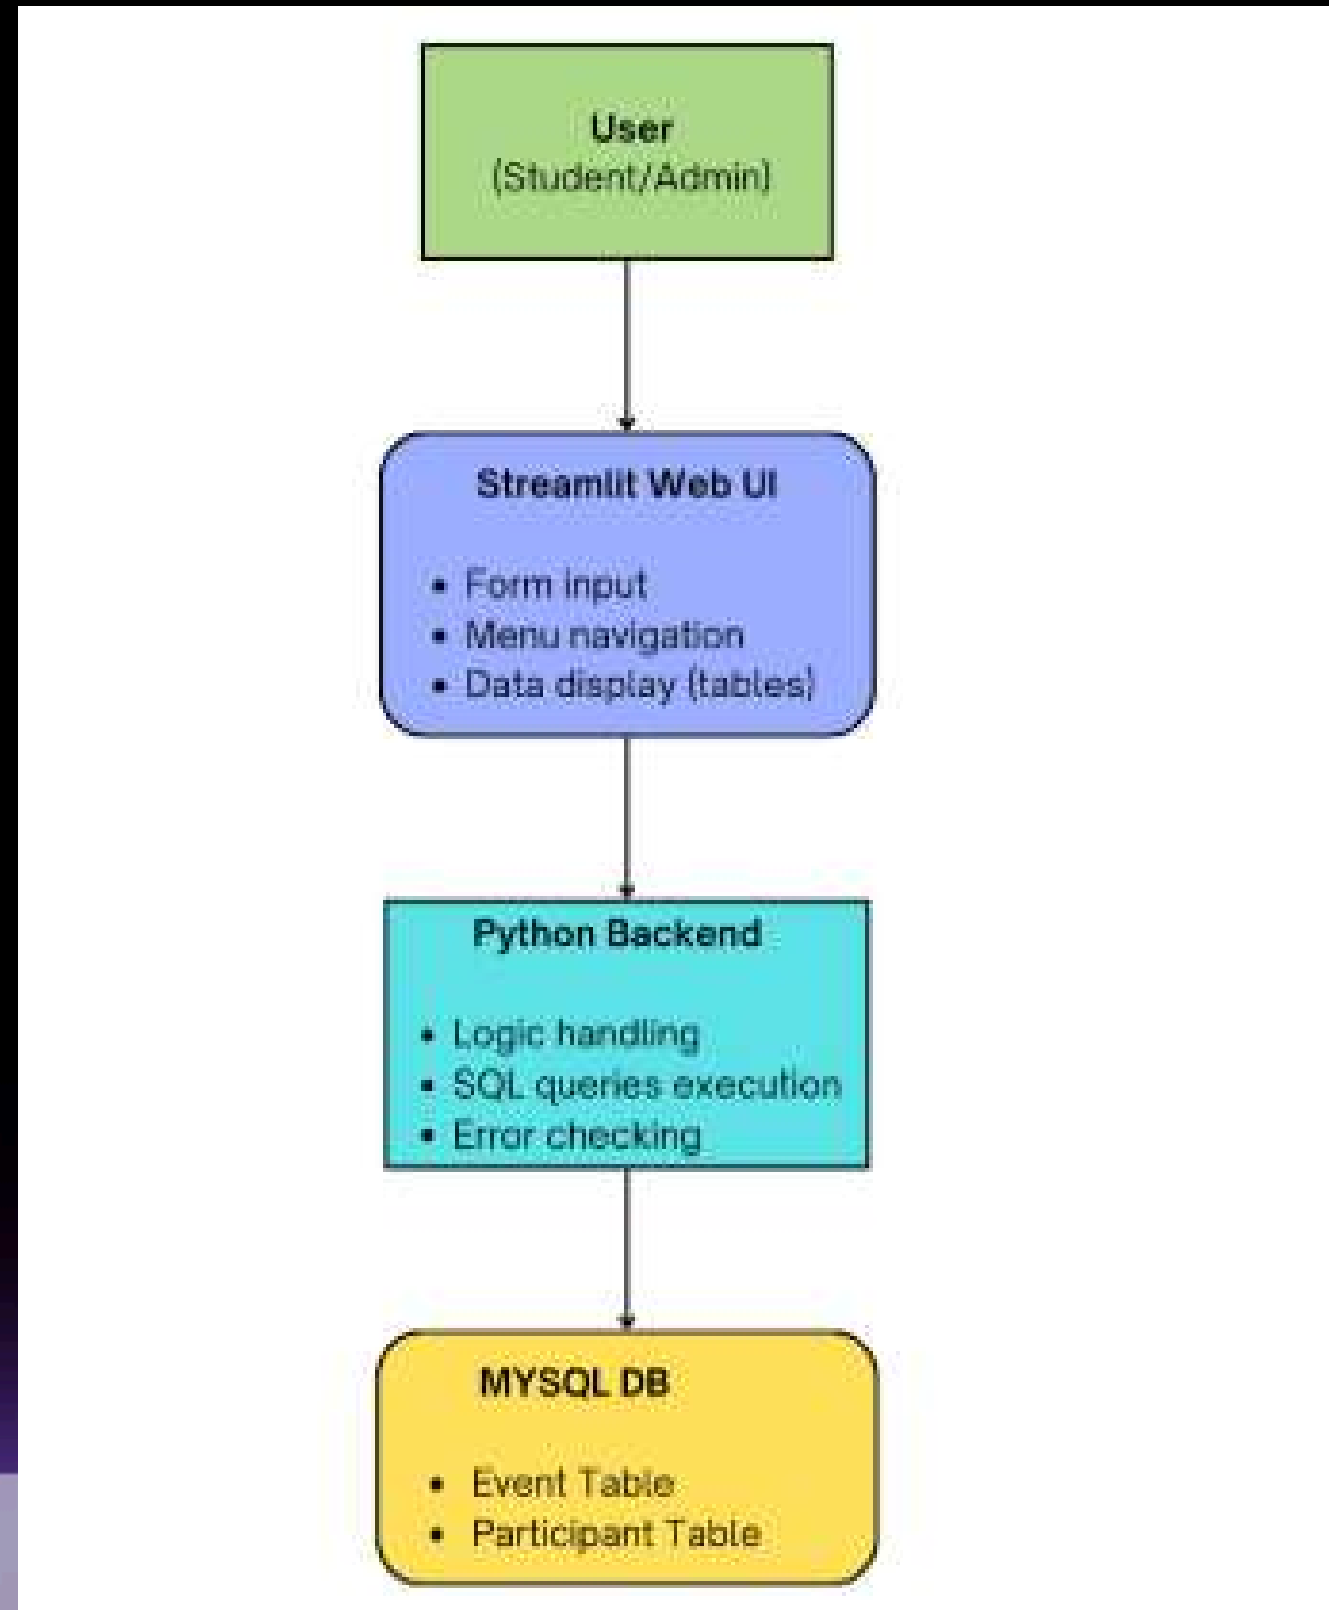 User
(Student/Admin)
Streamlit Web UI
• Form input
• Menu navigation
• Data display (tables)
Python Backend
• Logic handling
• SQL queries execution
• Error checking
MYSQL DB
• Event Table
• Participant Table